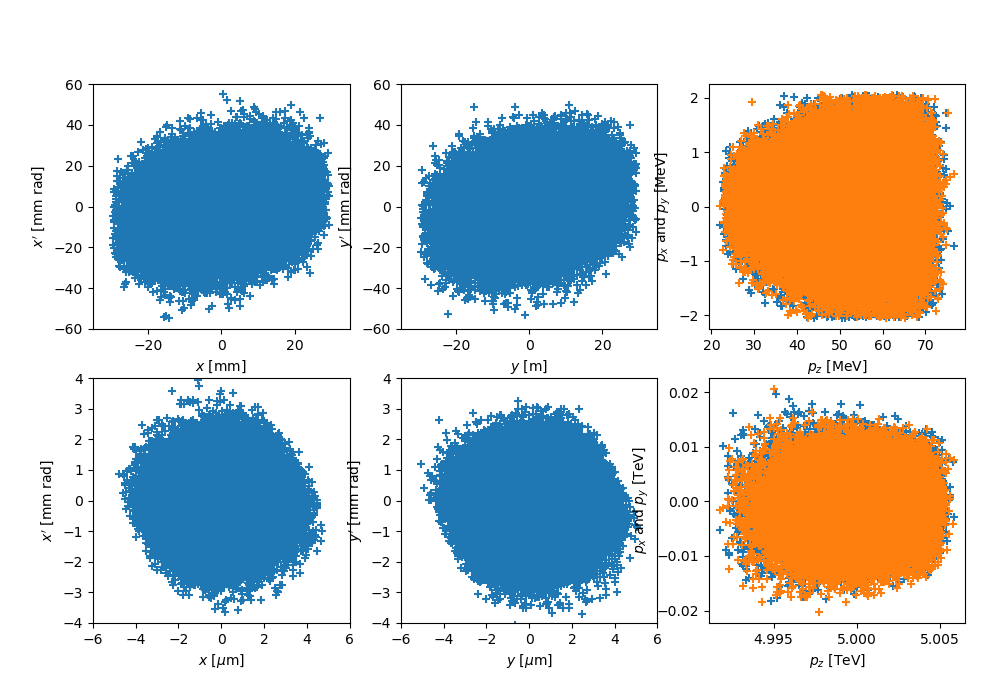 60
40
20
0
−20
−40
−60
x′ [mm rad]
−20 0 20
x [mm]
60
40
20
0
−20
−40
−60
y′ [mm rad]
−20 0 20
y [m]
2
1
0
−1
−2
p_x and p_y [MeV]
20 30 40 50 60 70
p_z [MeV]
4
3
2
1
0
−1
−2
−3
−4
x′ [mm rad]
−6 −4 −2 0 2 4 6
x [μm]
4
3
2
1
0
−1
−2
−3
−4
y′ [mm rad]
−6 −4 −2 0 2 4 6
y [μm]
0.02
0.01
0.00
−0.01
−0.02
p_x and p_y [TeV]
4.995 5.000 5.005
p_z [TeV]